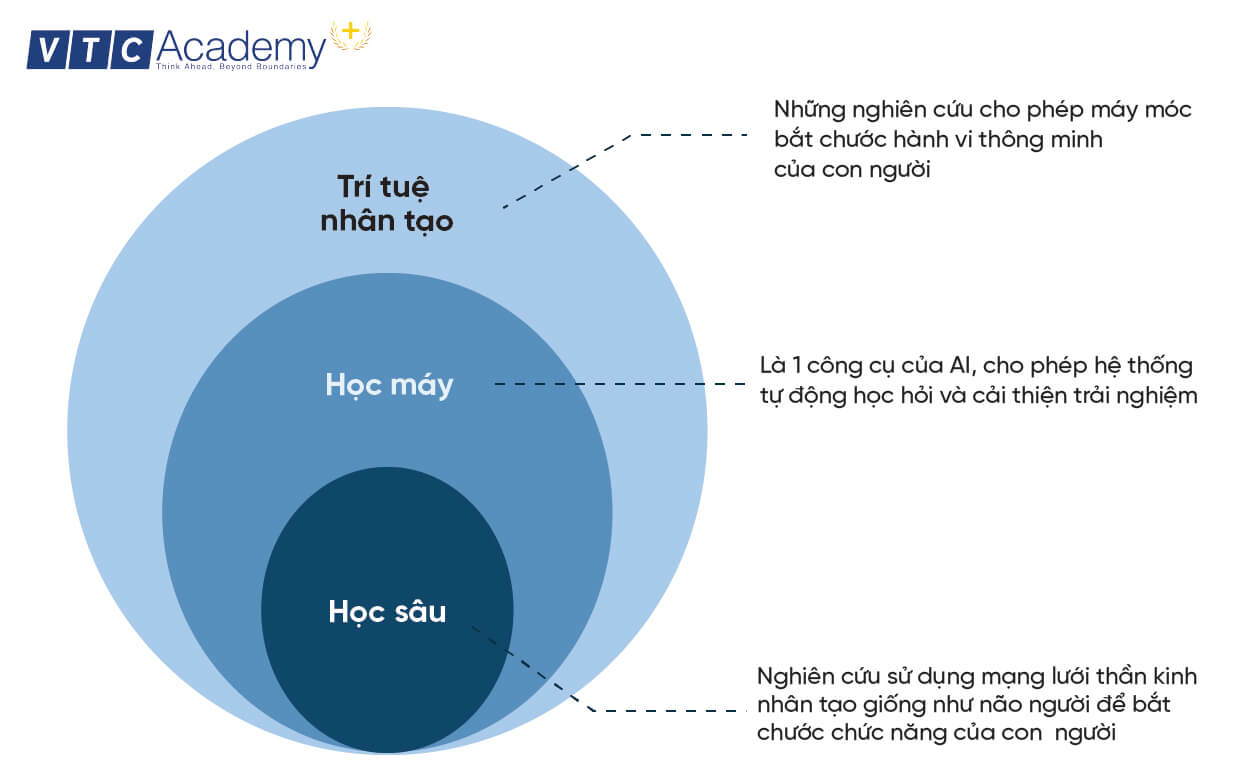 VTC Academy+
Think Ahead, Beyond Boundaries
Những nghiên cứu cho phép máy móc
bắt chước hành vi thông minh
của con người
Trí tuệ
nhân tạo
Học máy
Là 1 công cụ của AI, cho phép hệ thống
tự động học hỏi và cải thiện trải nghiệm
Học sâu
Nghiên cứu sử dụng mạng lưới thần kinh
nhân tạo giống như não người để bắt
chước chức năng của con người